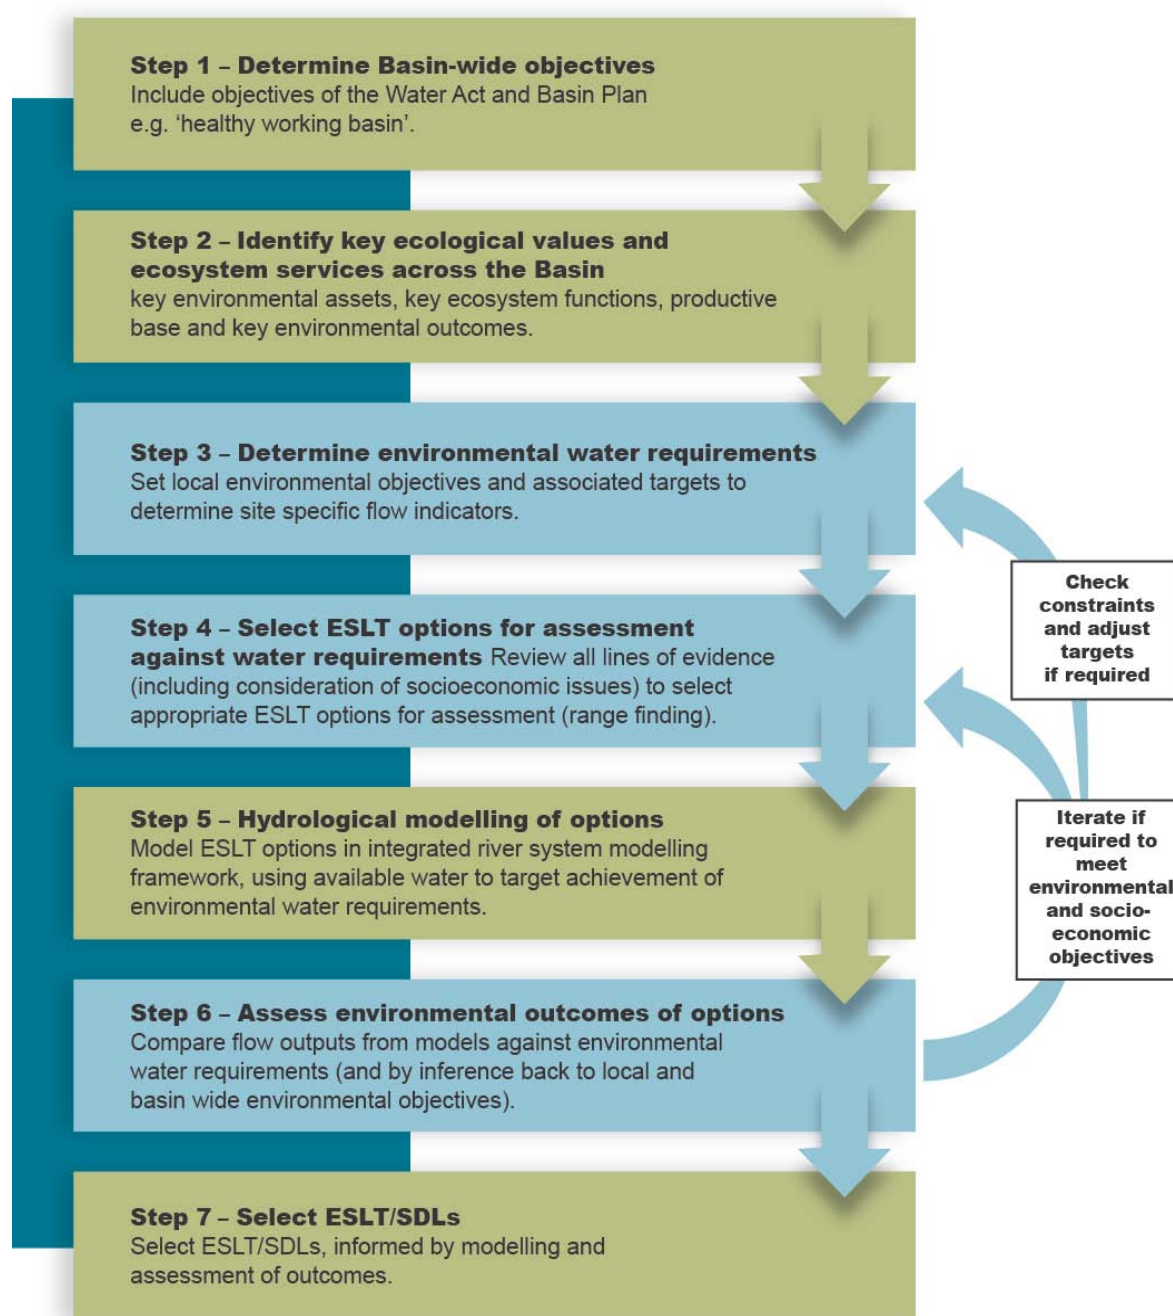 Step 1 – Determine Basin-wide objectives
Include objectives of the Water Act and Basin Plan
e.g. ‘healthy working basin’.
Step 2 – Identify key ecological values and
ecosystem services across the Basin
key environmental assets, key ecosystem functions, productive
base and key environmental outcomes.
Step 3 – Determine environmental water requirements
Set local environmental objectives and associated targets to
determine site specific flow indicators.
Step 4 – Select ESLT options for assessment
against water requirements Review all lines of evidence
(including consideration of socioeconomic issues) to select
appropriate ESLT options for assessment (range finding).
Step 5 – Hydrological modelling of options
Model ESLT options in integrated river system modelling
framework, using available water to target achievement of
environmental water requirements.
Step 6 – Assess environmental outcomes of options
Compare flow outputs from models against environmental
water requirements (and by inference back to local and
basin wide environmental objectives).
Step 7 – Select ESLT/SDLs
Select ESLT/SDLs, informed by modelling and
assessment of outcomes.
Check
constraints
and adjust
targets
if required
Iterate if
required to
meet
environmental
and socio-
economic
objectives